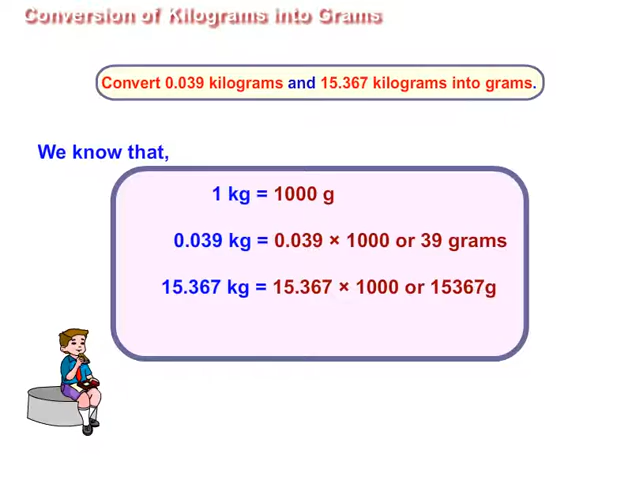 Conversion of Kilograms into Grams
Convert 0.039 kilograms and 15.367 kilograms into grams.
We know that,
1 kg = 1000 g
0.039 kg = 0.039 × 1000 or 39 grams
15.367 kg = 15.367 × 1000 or 15367g